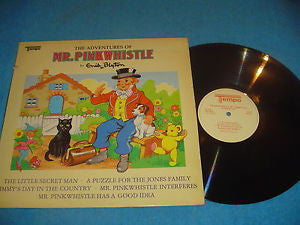 Tempo
THE ADVENTURES OF
MR. PINKWHISTLE
by Enid Blyton
THE LITTLE SECRET MAN · A PUZZLE FOR THE JONES FAMILY
JIMMY'S DAY IN THE COUNTRY · MR. PINKWHISTLE INTERFERES
MR. PINKWHISTLE HAS A GOOD IDEA
Tempo